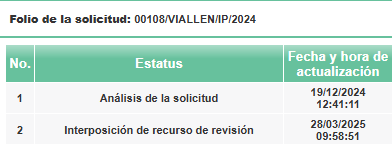 Folio de la solicitud: 00108/VIALLEN/IP/2024
No. Estatus Fecha y hora de actualización
1 Análisis de la solicitud 19/12/2024 12:41:11
2 Interposición de recurso de revisión 28/03/2025 09:58:51